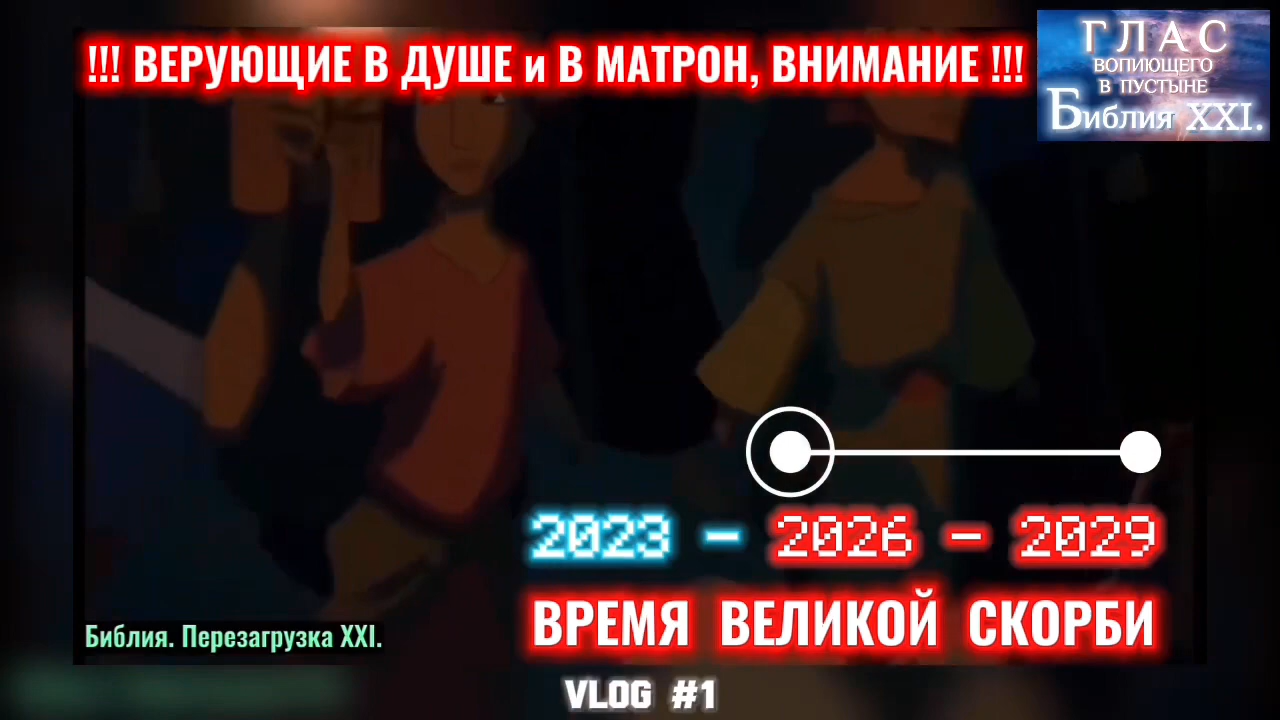 !!! ВЕРУЮЩИЕ В ДУШЕ и В МАТРОН, ВНИМАНИЕ !!!
ГЛАС
ВОПИЮЩЕГО
В ПУСТЫНЕ
Библия XXI.
2023 - 2026 - 2029
ВРЕМЯ ВЕЛИКОЙ СКОРБИ
Библия. Перезагрузка XXI.
VLOG #1